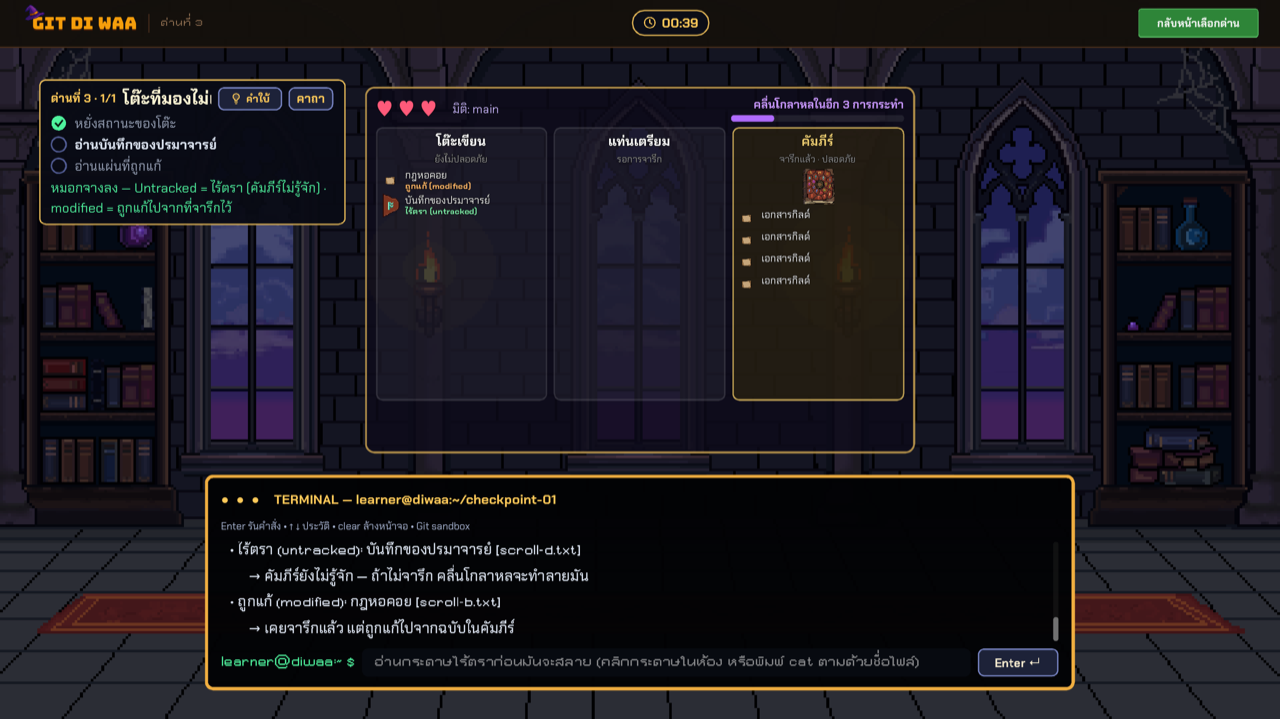 GIT DI WAA
ด่านที่ 3
00:39
กลับหน้าเลือกด่าน
ด่านที่ 3 · 1/1 โต๊ะที่มองไม่
คำใบ้
คาถา
หยั่งสถานะของโต๊ะ
อ่านบันทึกของปรมาจารย์
อ่านแผ่นที่ถูกแก้
หมอกจางลง — Untracked = ไร้ตรา (คัมภีร์ไม่รู้จัก) ·
modified = ถูกแก้ไปจากที่จารึกไว้
มิติ: main
คลื่นโกลาหลในอีก 3 การกระทำ
โต๊ะเขียน
ยังไม่ปลอดภัย
กฎหอคอย
ถูกแก้ (modified)
บันทึกของปรมาจารย์
ไร้ตรา (untracked)
แท่นเตรียม
รอการจารึก
คัมภีร์
จารึกแล้ว · ปลอดภัย
เอกสารกิลด์
เอกสารกิลด์
เอกสารกิลด์
เอกสารกิลด์
TERMINAL — learner@diwaa:~/checkpoint-01
Enter รันคำสั่ง • ↑ ↓ ประวัติ • clear ล้างหน้าจอ • Git sandbox
• ไร้ตรา (untracked): บันทึกของปรมาจารย์ [scroll-d.txt]
→ คัมภีร์ยังไม่รู้จัก — ถ้าไม่จารึก คลื่นโกลาหลจะทำลายมัน
• ถูกแก้ (modified): กฎหอคอย [scroll-b.txt]
→ เคยจารึกแล้ว แต่ถูกแก้ไปจากฉบับในคัมภีร์
learner@diwaa:~ $ อ่านกระดาษไร้ตราก่อนมันจะสลาย (คลิกกระดาษในห้อง หรือพิมพ์ cat ตามด้วยชื่อไฟล์)
Enter ↵